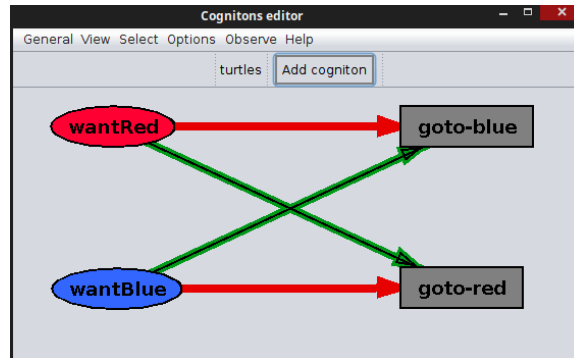 Cognitons editor
General View Select Options Observe Help
turtles Add cogniton
wantRed goto-blue
wantBlue goto-red